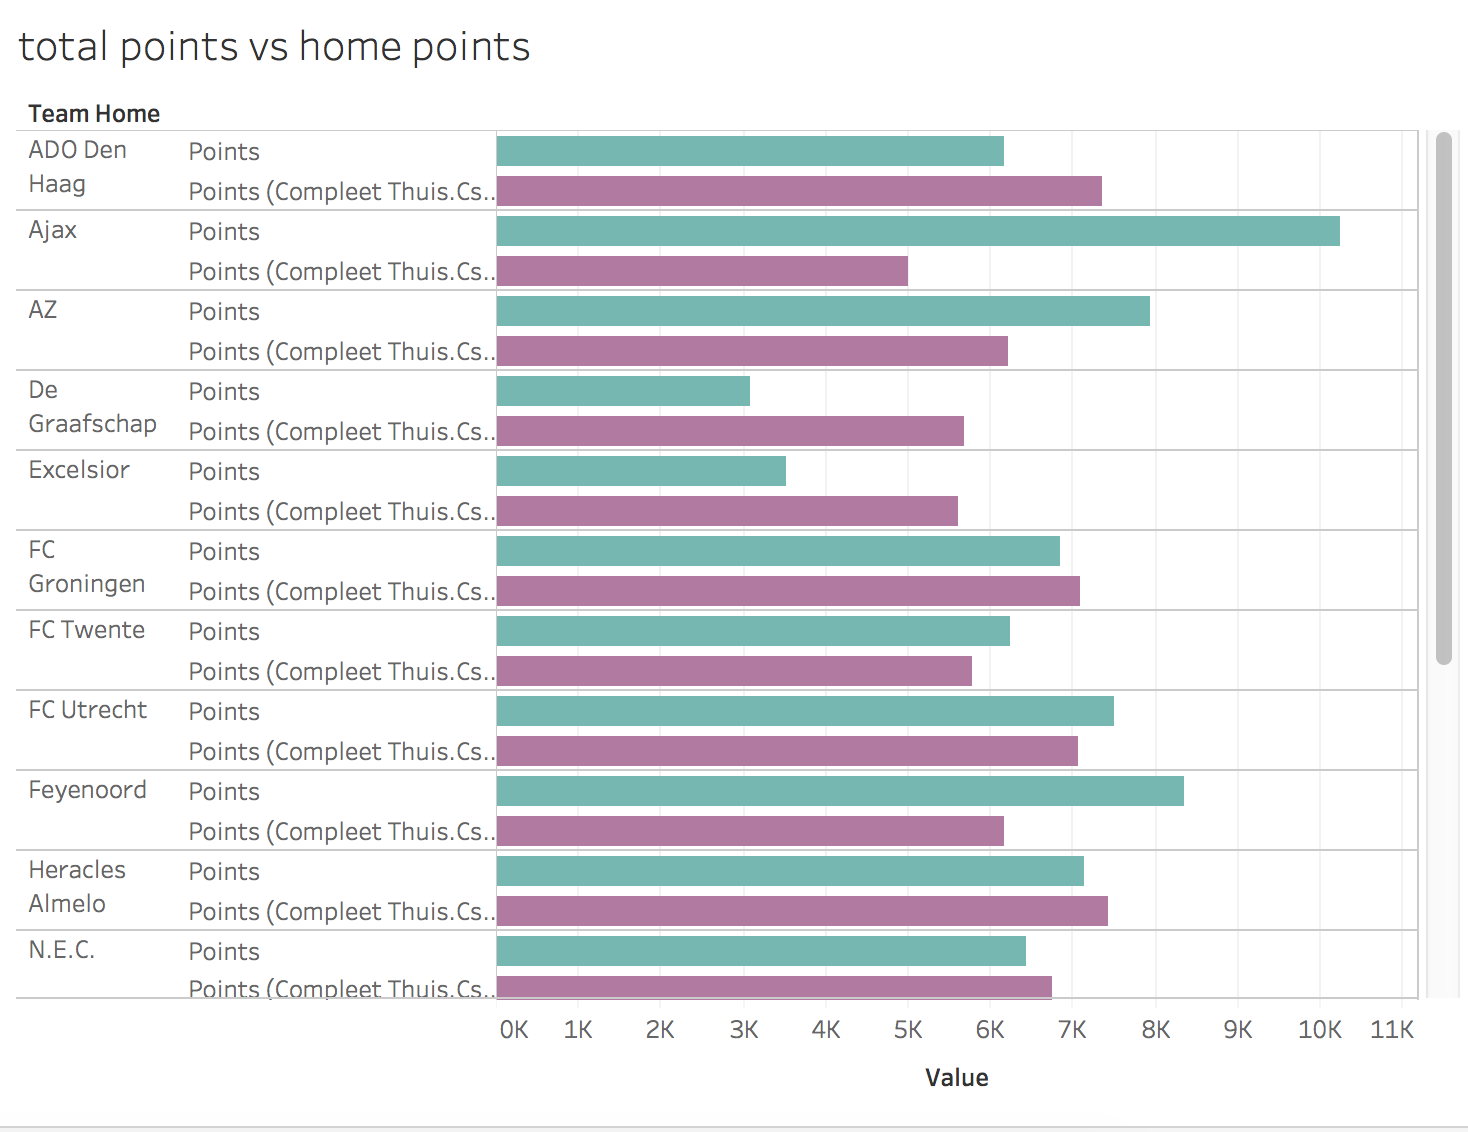 total points vs home points
Team Home
ADO Den
Haag
Points
Points (Compleet Thuis.Cs..
Ajax
Points
Points (Compleet Thuis.Cs..
AZ
Points
Points (Compleet Thuis.Cs..
De
Graafschap
Points
Points (Compleet Thuis.Cs..
Excelsior
Points
Points (Compleet Thuis.Cs..
FC
Groningen
Points
Points (Compleet Thuis.Cs..
FC Twente
Points
Points (Compleet Thuis.Cs..
FC Utrecht
Points
Points (Compleet Thuis.Cs..
Feyenoord
Points
Points (Compleet Thuis.Cs..
Heracles
Almelo
Points
Points (Compleet Thuis.Cs..
N.E.C.
Points
Points (Compleet Thuis.Cs..
0K 1K 2K 3K 4K 5K 6K 7K 8K 9K 10K 11K
Value